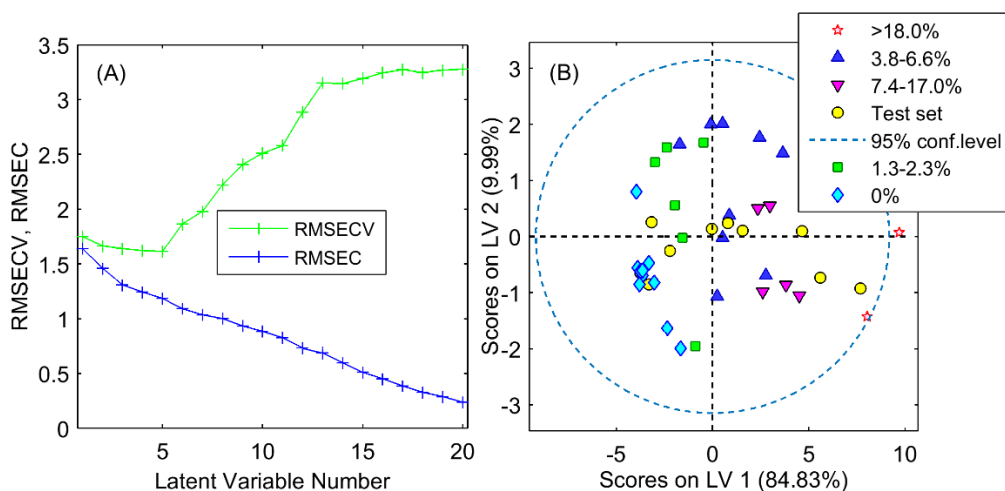 (A)
RMSECV, RMSEC
3.5
3
2.5
2
1.5
1
0.5
0
RMSECV
RMSEC
5
10
15
20
Latent Variable Number
(B)
Scores on LV 2 (9.99%)
3
2
1
0
-1
-2
-3
-5
0
5
10
Scores on LV 1 (84.83%)
>18.0%
3.8-6.6%
7.4-17.0%
Test set
95% conf.level
1.3-2.3%
0%